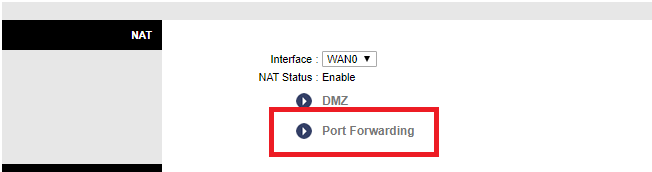 NAT
Interface : WAN0
NAT Status : Enable
DMZ
Port Forwarding